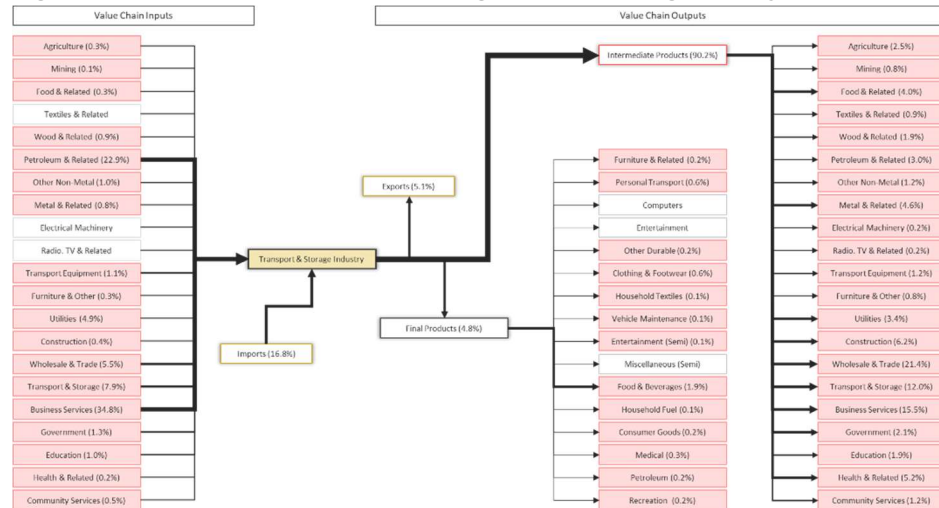 Value Chain Inputs
Value Chain Outputs
Agriculture (0.3%)
Mining (0.1%)
Food & Related (0.3%)
Textiles & Related
Wood & Related (0.9%)
Petroleum & Related (22.9%)
Other Non-Metal (1.0%)
Metal & Related (0.8%)
Electrical Machinery
Radio. TV & Related
Transport Equipment (1.1%)
Furniture & Other (0.3%)
Utilities (4.9%)
Construction (0.4%)
Wholesale & Trade (5.5%)
Transport & Storage (7.9%)
Business Services (34.8%)
Government (1.3%)
Education (1.0%)
Health & Related (0.2%)
Community Services (0.5%)
Transport & Storage Industry
Imports (16.8%)
Exports (5.1%)
Final Products (4.8%)
Intermediate Products (90.2%)
Furniture & Related (0.2%)
Personal Transport (0.6%)
Computers
Entertainment
Other Durable (0.2%)
Clothing & Footwear (0.6%)
Household Textiles (0.1%)
Vehicle Maintenance (0.1%)
Entertainment (Semi) (0.1%)
Miscellaneous (Semi)
Food & Beverages (1.9%)
Household Fuel (0.1%)
Consumer Goods (0.2%)
Medical (0.3%)
Petroleum (0.2%)
Recreation (0.2%)
Agriculture (2.5%)
Mining (0.8%)
Food & Related (4.0%)
Textiles & Related (0.9%)
Wood & Related (1.9%)
Petroleum & Related (3.0%)
Other Non-Metal (1.2%)
Metal & Related (4.6%)
Electrical Machinery (0.2%)
Radio. TV & Related (0.2%)
Transport Equipment (1.2%)
Furniture & Other (0.8%)
Utilities (3.4%)
Construction (6.2%)
Wholesale & Trade (21.4%)
Transport & Storage (12.0%)
Business Services (15.5%)
Government (2.1%)
Education (1.9%)
Health & Related (5.2%)
Community Services (1.2%)